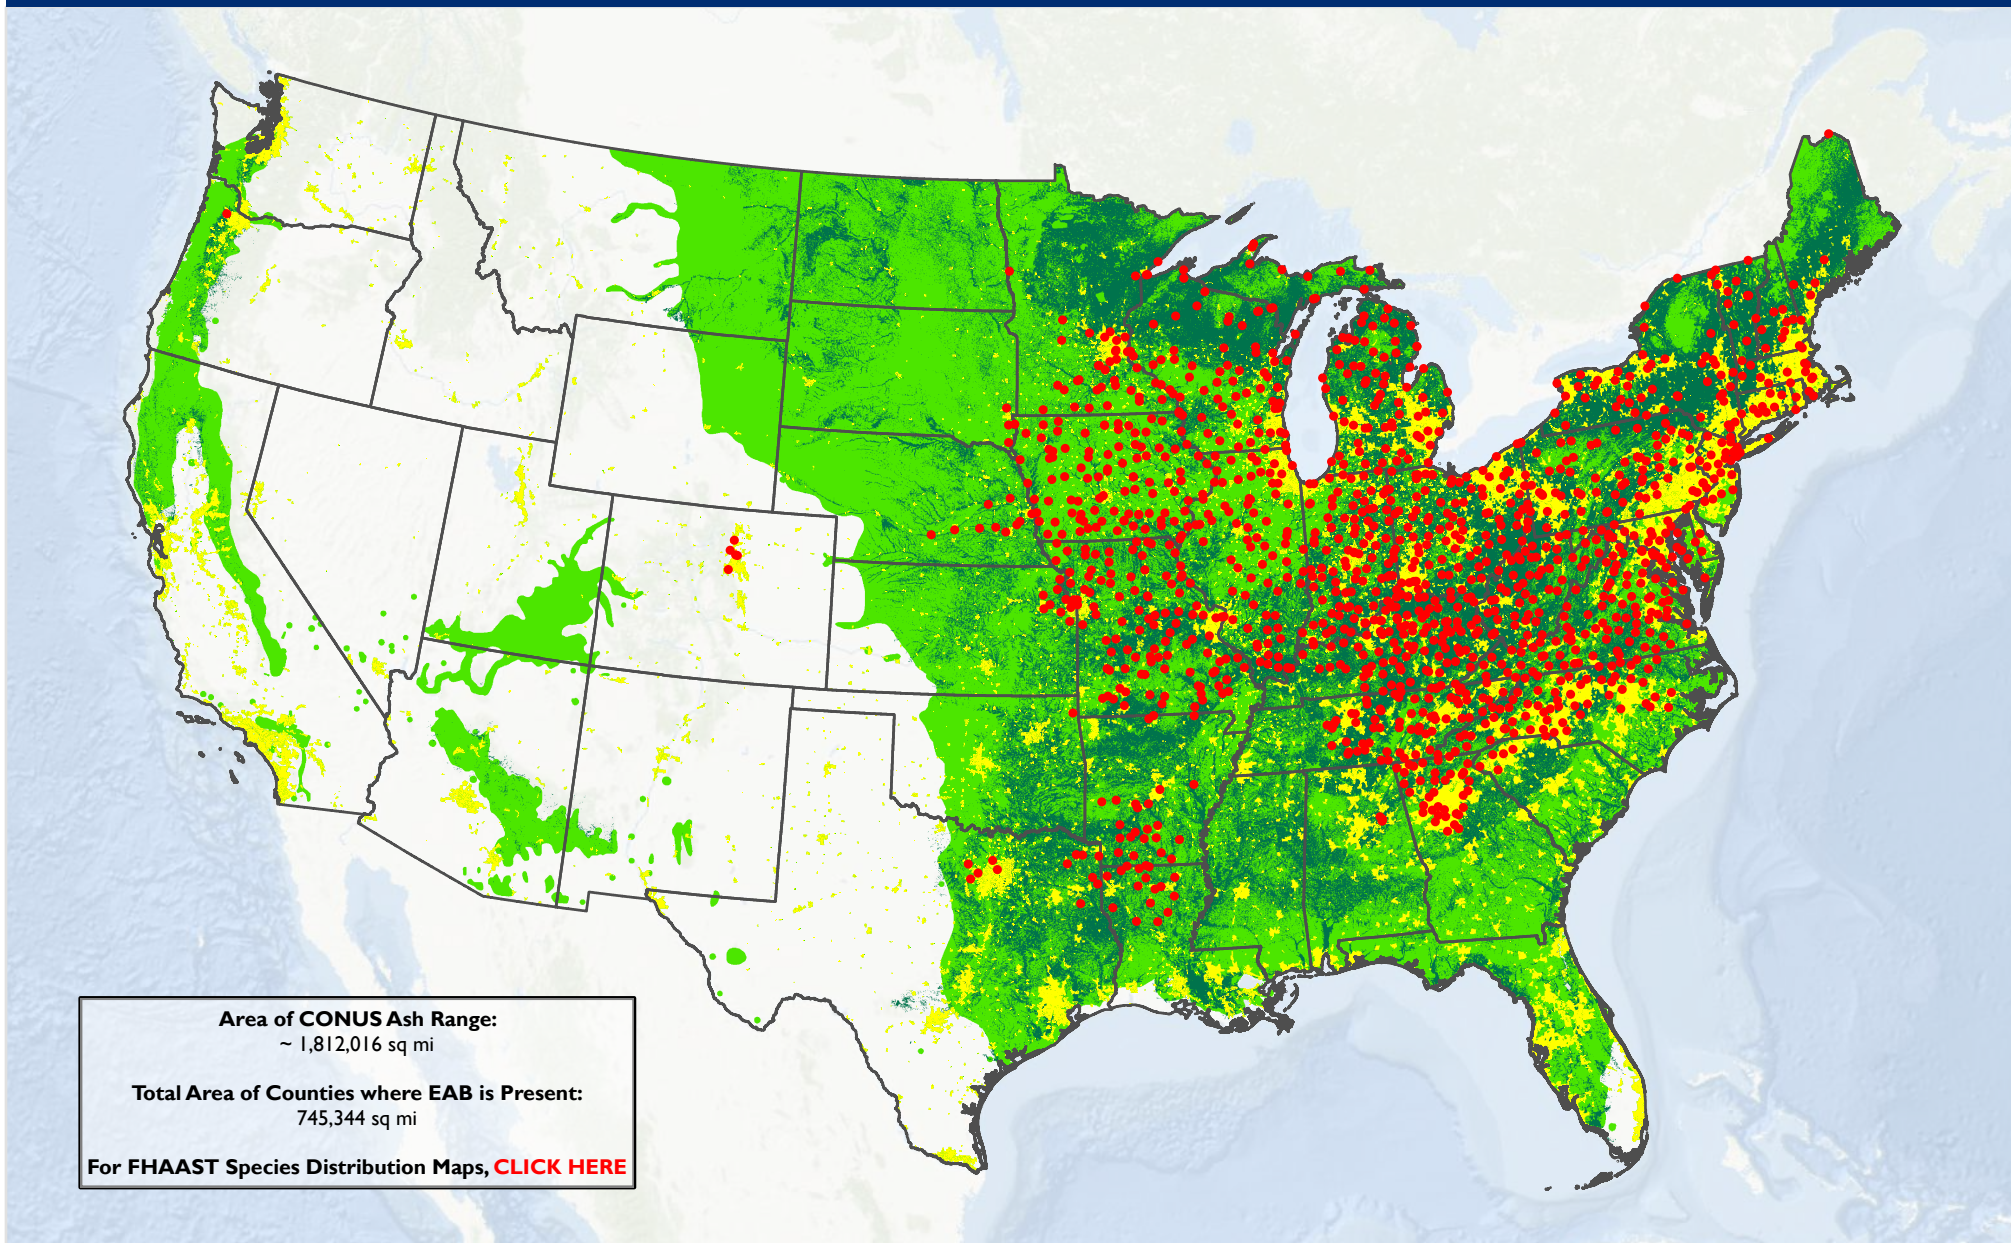 Area of CONUS Ash Range:
~ 1,812,016 sq mi
Total Area of Counties where EAB is Present:
745,344 sq mi
For FHAAST Species Distribution Maps, CLICK HERE